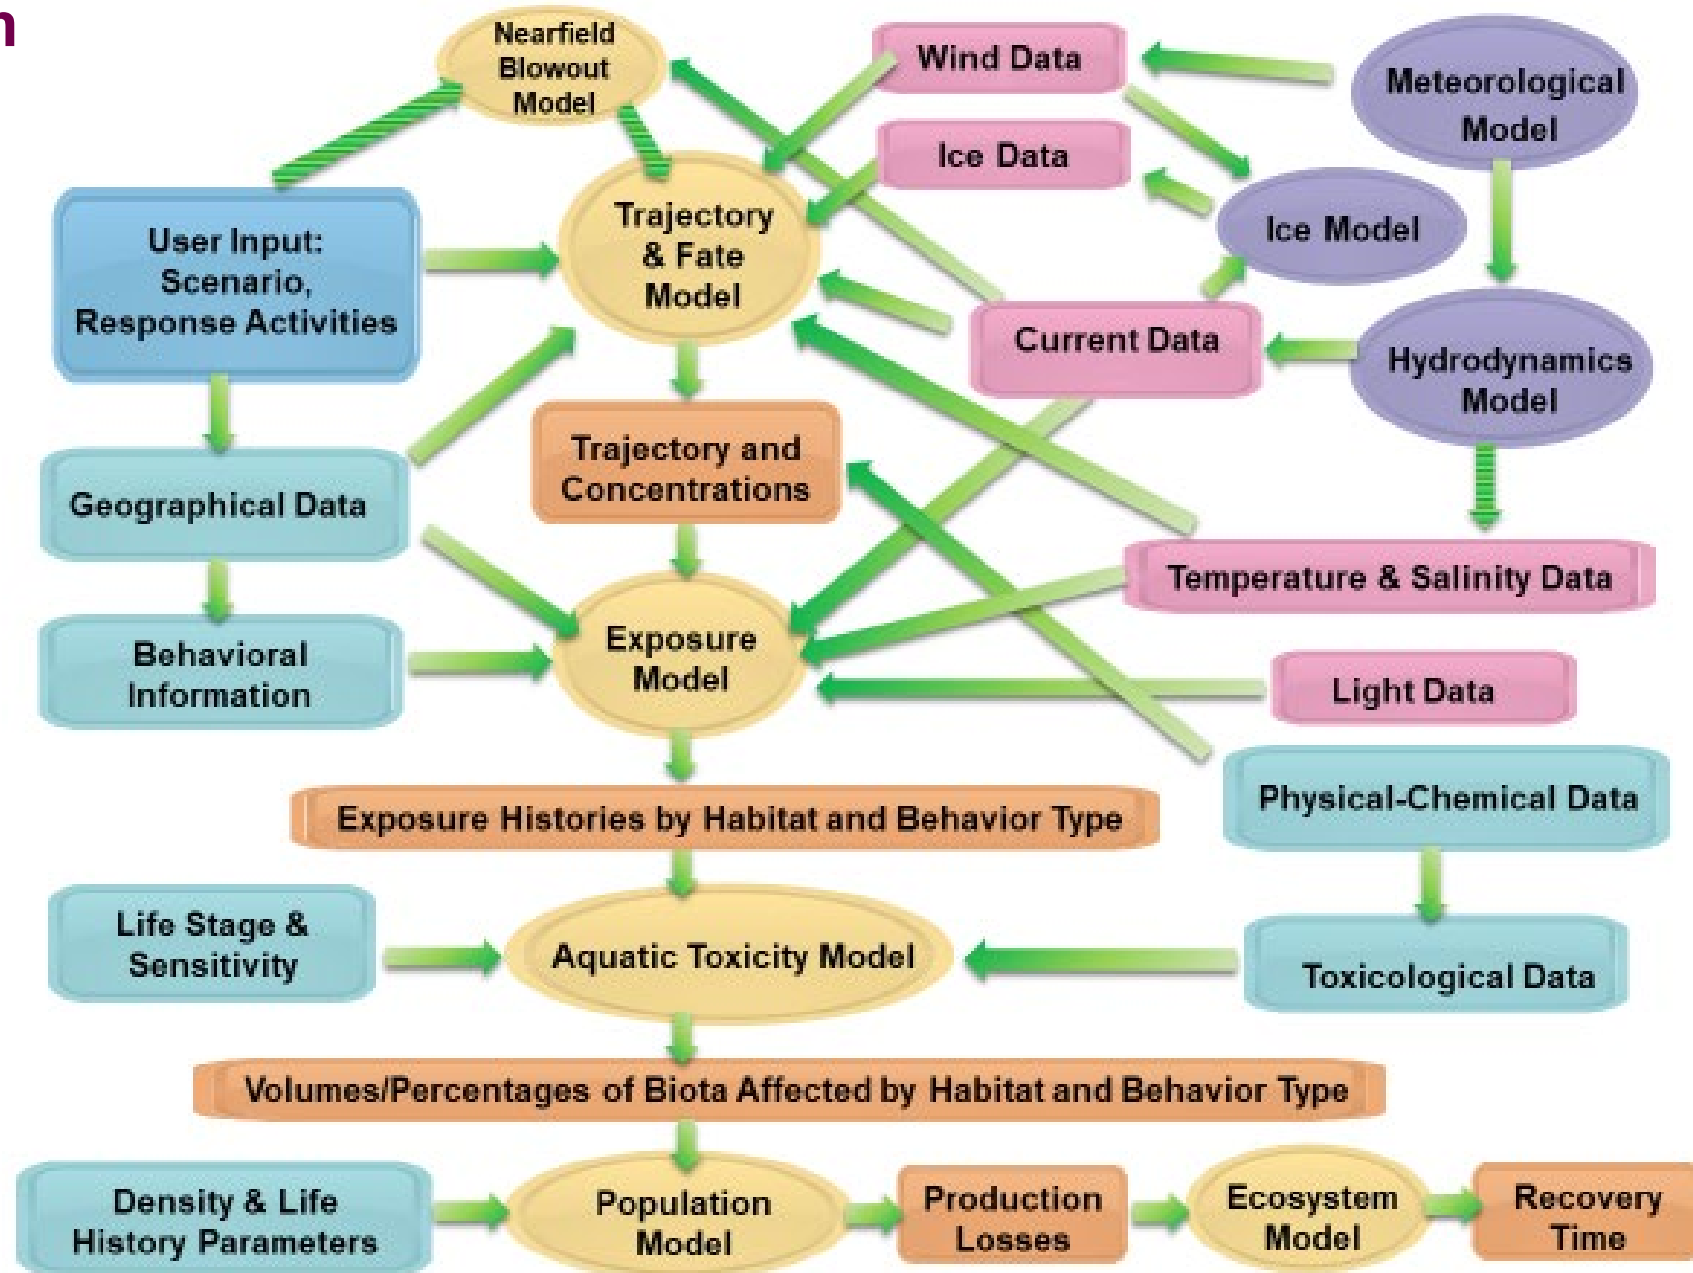 n
Nearfield
Blowout
Model
Wind Data
Meteorological
Model
Ice Data
Trajectory
& Fate
Model
Ice Model
User Input:
Scenario,
Response Activities
Current Data
Hydrodynamics
Model
Trajectory and
Concentrations
Geographical Data
Temperature & Salinity Data
Behavioral
Information
Exposure
Model
Light Data
Physical-Chemical Data
Exposure Histories by Habitat and Behavior Type
Life Stage &
Sensitivity
Aquatic Toxicity Model
Toxicological Data
Volumes/Percentages of Biota Affected by Habitat and Behavior Type
Density & Life
History Parameters
Population
Model
Production
Losses
Ecosystem
Model
Recovery
Time